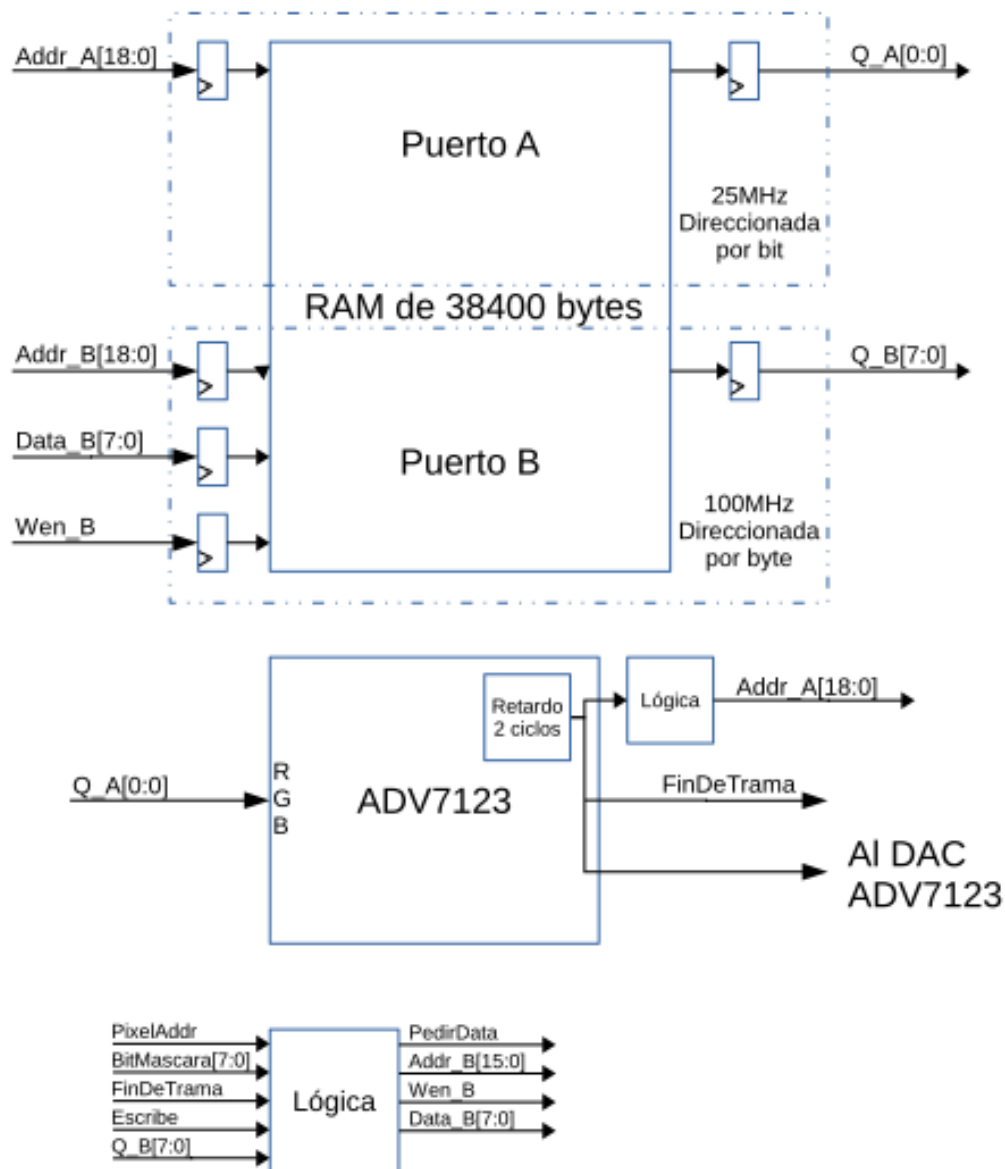 Addr_A[18:0]
Q_A[0:0]
Puerto A
25MHz
Direccionada
por bit
RAM de 38400 bytes
Addr_B[18:0]
Q_B[7:0]
Data_B[7:0]
Puerto B
Wen_B
100MHz
Direccionada
por byte
Retardo
2 ciclos
Lógica
Addr_A[18:0]
Q_A[0:0]
R
G
B
ADV7123
FinDeTrama
Al DAC
ADV7123
PixelAddr
BitMascara[7:0]
FinDeTrama
Escribe
Q_B[7:0]
Lógica
PedirData
Addr_B[15:0]
Wen_B
Data_B[7:0]